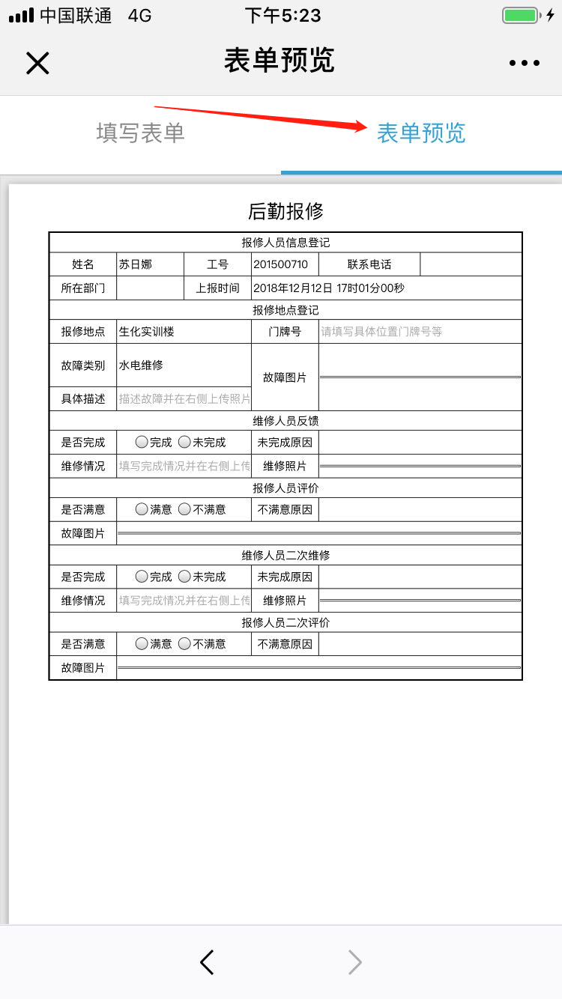 中国联通 4G 下午5:23
表单预览
填写表单 表单预览
后勤报修
报修人员信息登记
姓名 苏日娜 工号 201500710 联系电话
所在部门 上报时间 2018年12月12日 17时01分00秒
报修地点登记
报修地点 生化实训楼 门牌号 请填写具体位置门牌号等
故障类别 水电维修 故障图片
具体描述 描述故障并在右侧上传照片
维修人员反馈
是否完成 完成 未完成 未完成原因
维修情况 填写完成情况并在右侧上传 维修照片
报修人员评价
是否满意 满意 不满意 不满意原因
故障图片
维修人员二次维修
是否完成 完成 未完成 未完成原因
维修情况 填写完成情况并在右侧上传 维修照片
报修人员二次评价
是否满意 满意 不满意 不满意原因
故障图片